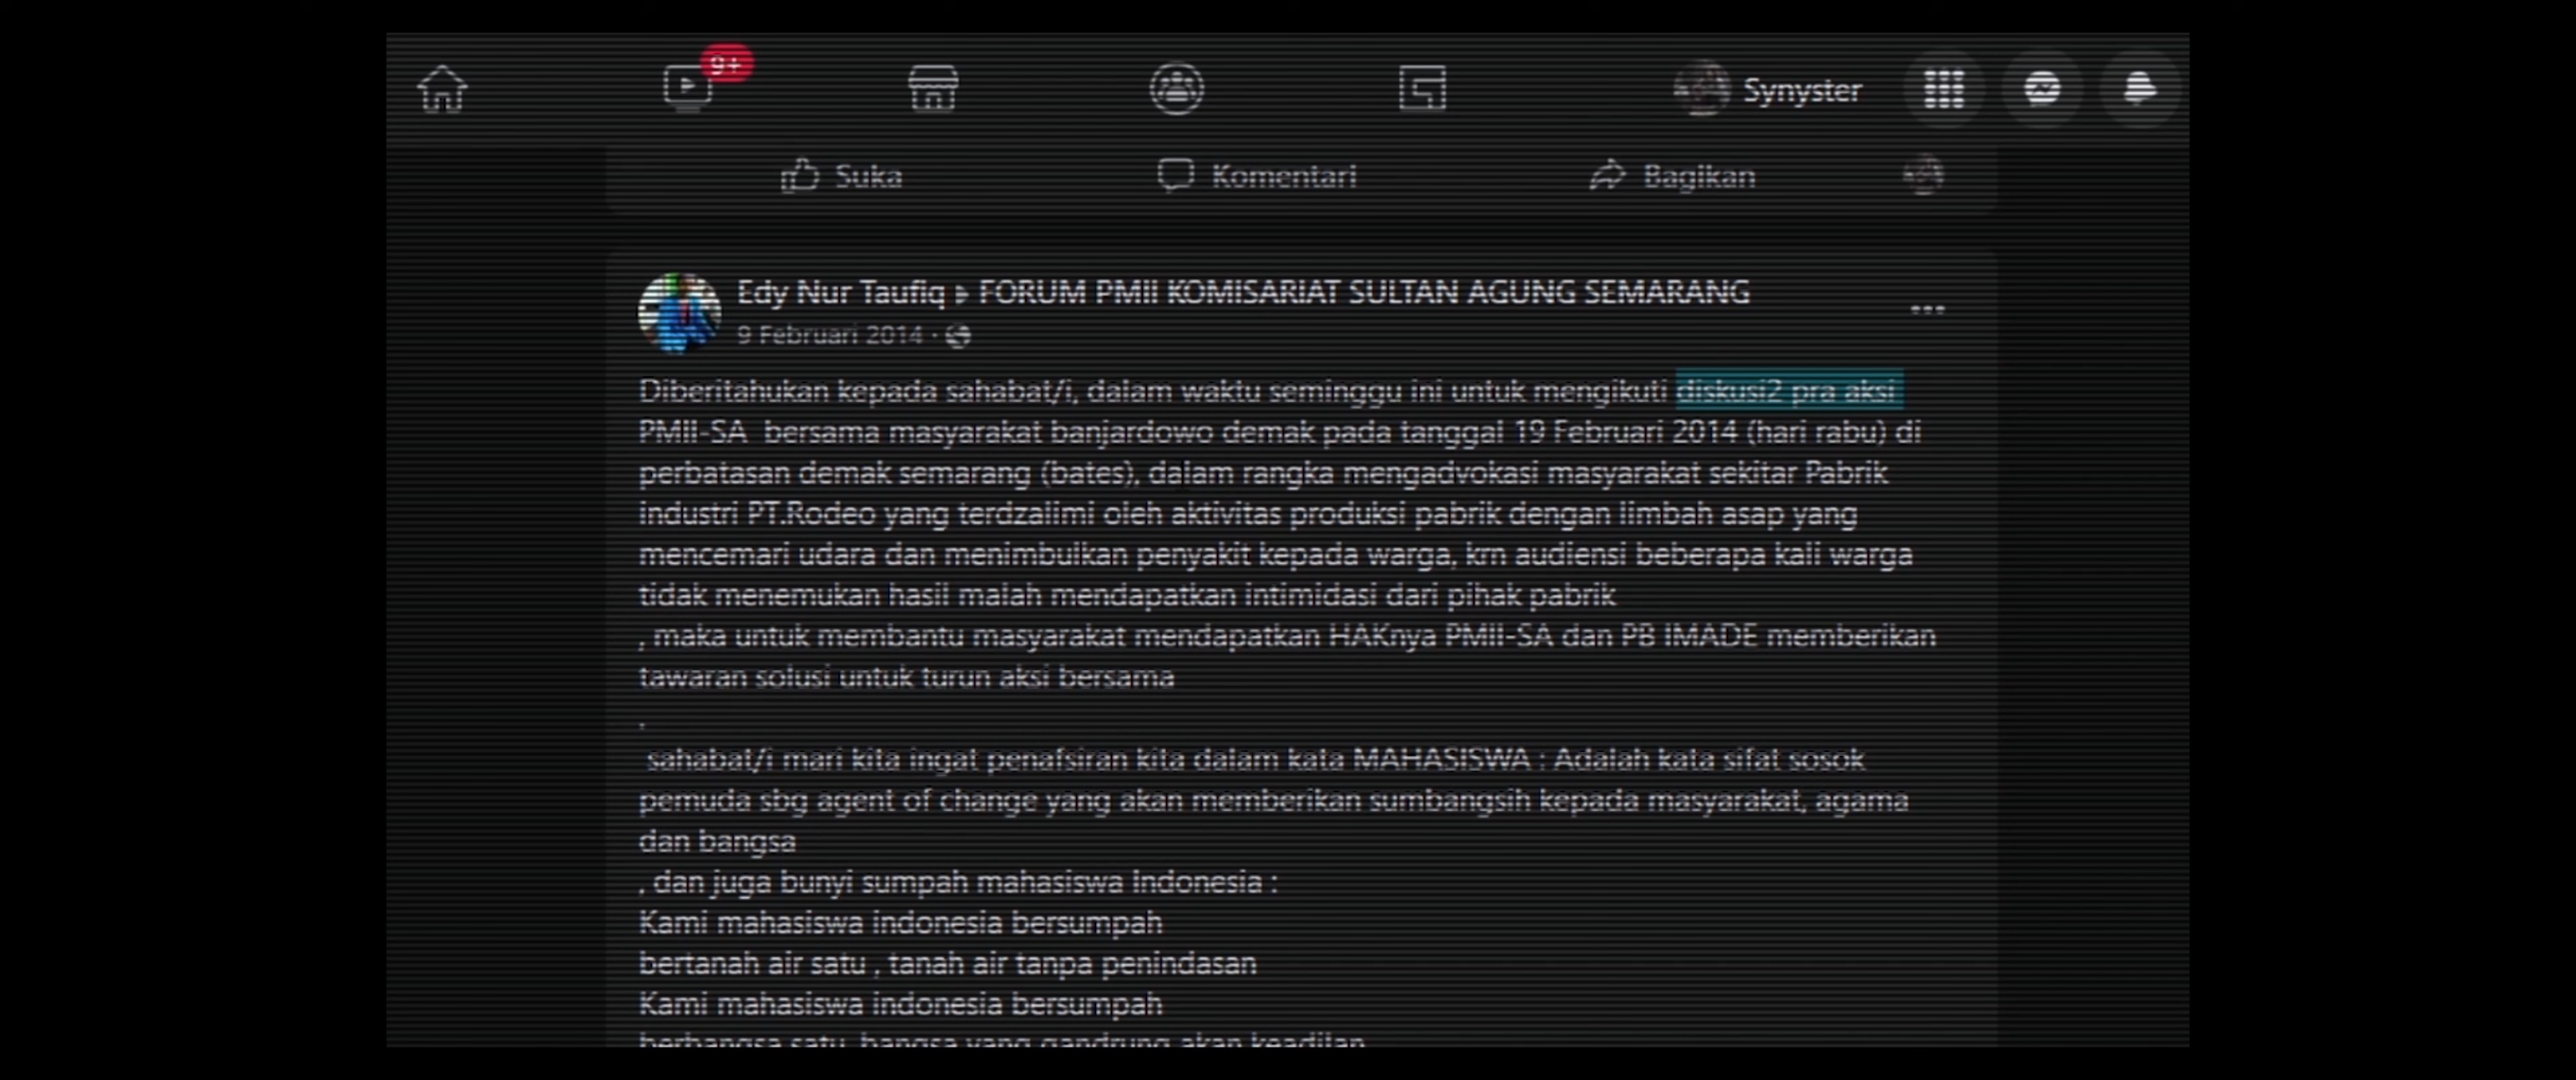 9+
Synyster
Suka
Komentari
Bagikan
Edy Nur Taufiq ▸ FORUM PMII KOMISARIAT SULTAN AGUNG SEMARANG
9 Februari 2014 ·
Diberitahukan kepada sahabat/i, dalam waktu seminggu ini untuk mengikuti diskusi2 pra aksi
PMII-SA bersama masyarakat banjardowo demak pada tanggal 19 Februari 2014 (hari rabu) di
perbatasan demak semarang (bates), dalam rangka mengadvokasi masyarakat sekitar Pabrik
industri PT.Rodeo yang terdzalimi oleh aktivitas produksi pabrik dengan limbah asap yang
mencemari udara dan menimbulkan penyakit kepada warga, krn audiensi beberapa kali warga
tidak menemukan hasil malah mendapatkan intimidasi dari pihak pabrik
, maka untuk membantu masyarakat mendapatkan HAKnya PMII-SA dan PB IMADE memberikan
tawaran solusi untuk turun aksi bersama
.
sahabat/i mari kita ingat penafsiran kita dalam kata MAHASISWA : Adalah kata sifat sosok
pemuda sbg agent of change yang akan memberikan sumbangsih kepada masyarakat, agama
dan bangsa
, dan juga bunyi sumpah mahasiswa Indonesia :
Kami mahasiswa indonesia bersumpah
bertanah air satu , tanah air tanpa penindasan
Kami mahasiswa indonesia bersumpah
berbangsa satu, bangsa yang gandrung akan keadilan